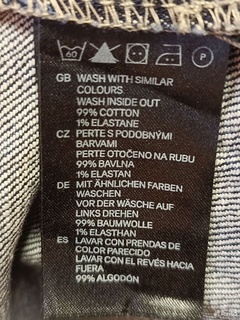 60
P
GB WASH WITH SIMILAR
COLOURS
WASH INSIDE OUT
99% COTTON
1% ELASTANE
CZ PERTE S PODOBNÝMI
BARVAMI
PERTE OTOČENO NA RUBU
99% BAVLNA
1% ELASTAN
DE MIT ÄHNLICHEN FARBEN
WASCHEN
VOR DER WÄSCHE AUF
LINKS DREHEN
99% BAUMWOLLE
1% ELASTHAN
ES LAVAR CON PRENDAS DE
COLOR PARECIDO
LAVAR CON EL REVÉS HACIA
FUERA
99% ALGODÓN